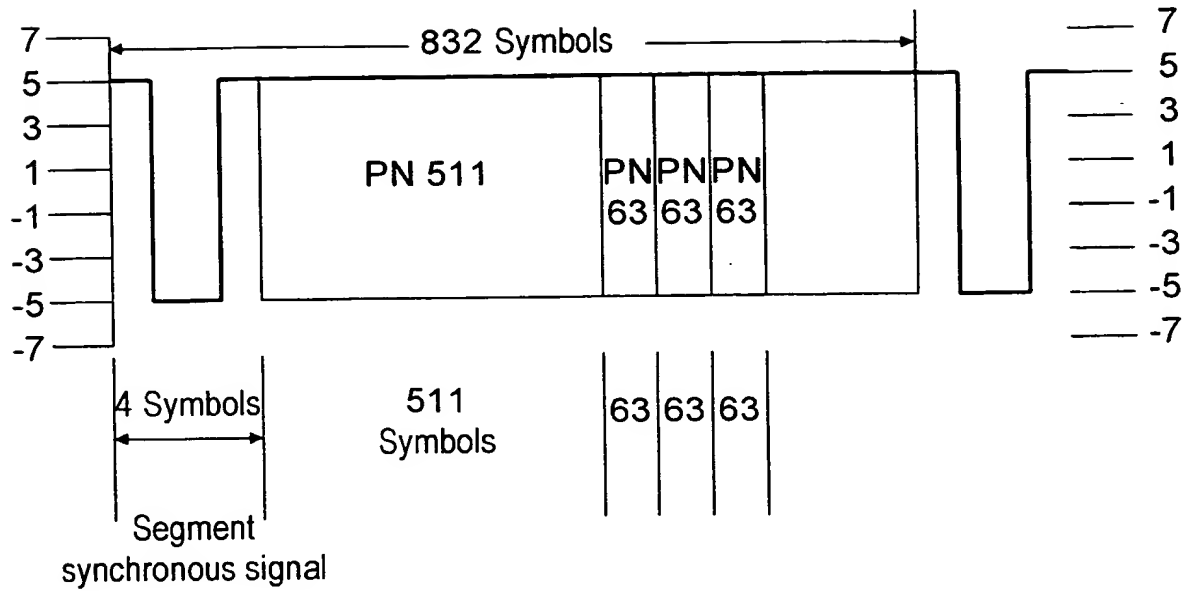 832 Symbols
7
5
3
1
-1
-3
-5
-7
PN 511
PN PN PN
63 63 63
7
5
3
1
-1
-3
-5
-7
4 Symbols
511
Symbols
63 63 63
Segment
synchronous signal